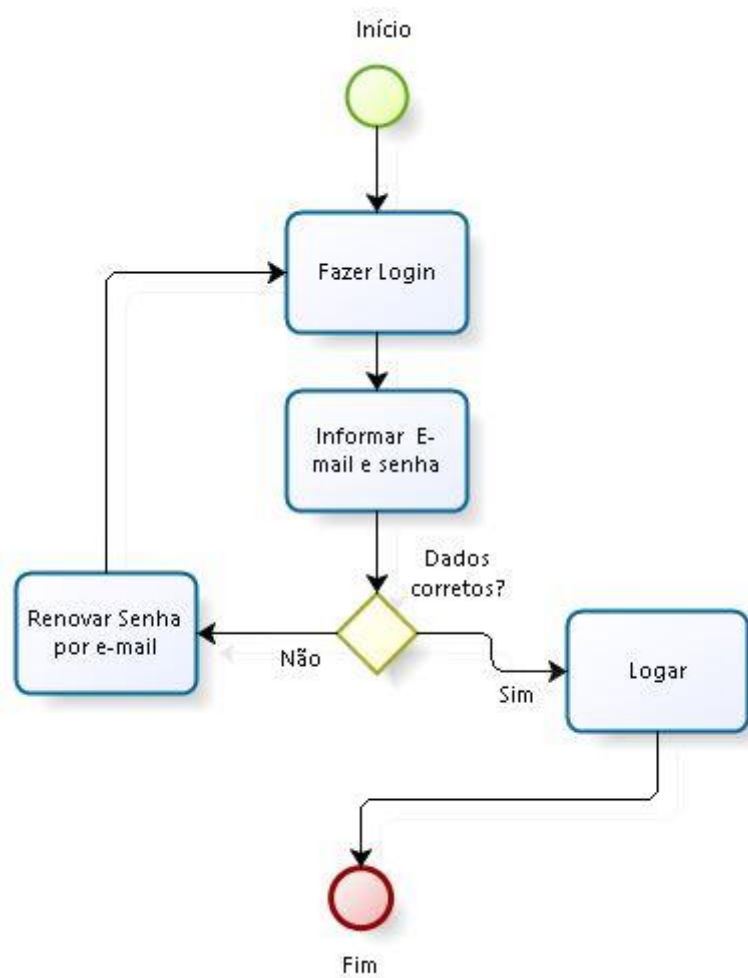 Início
Fazer Login
Informar E-
mail e senha
Dados
corretos?
Renovar Senha
por e-mail
Não
Sim
Logar
Fim